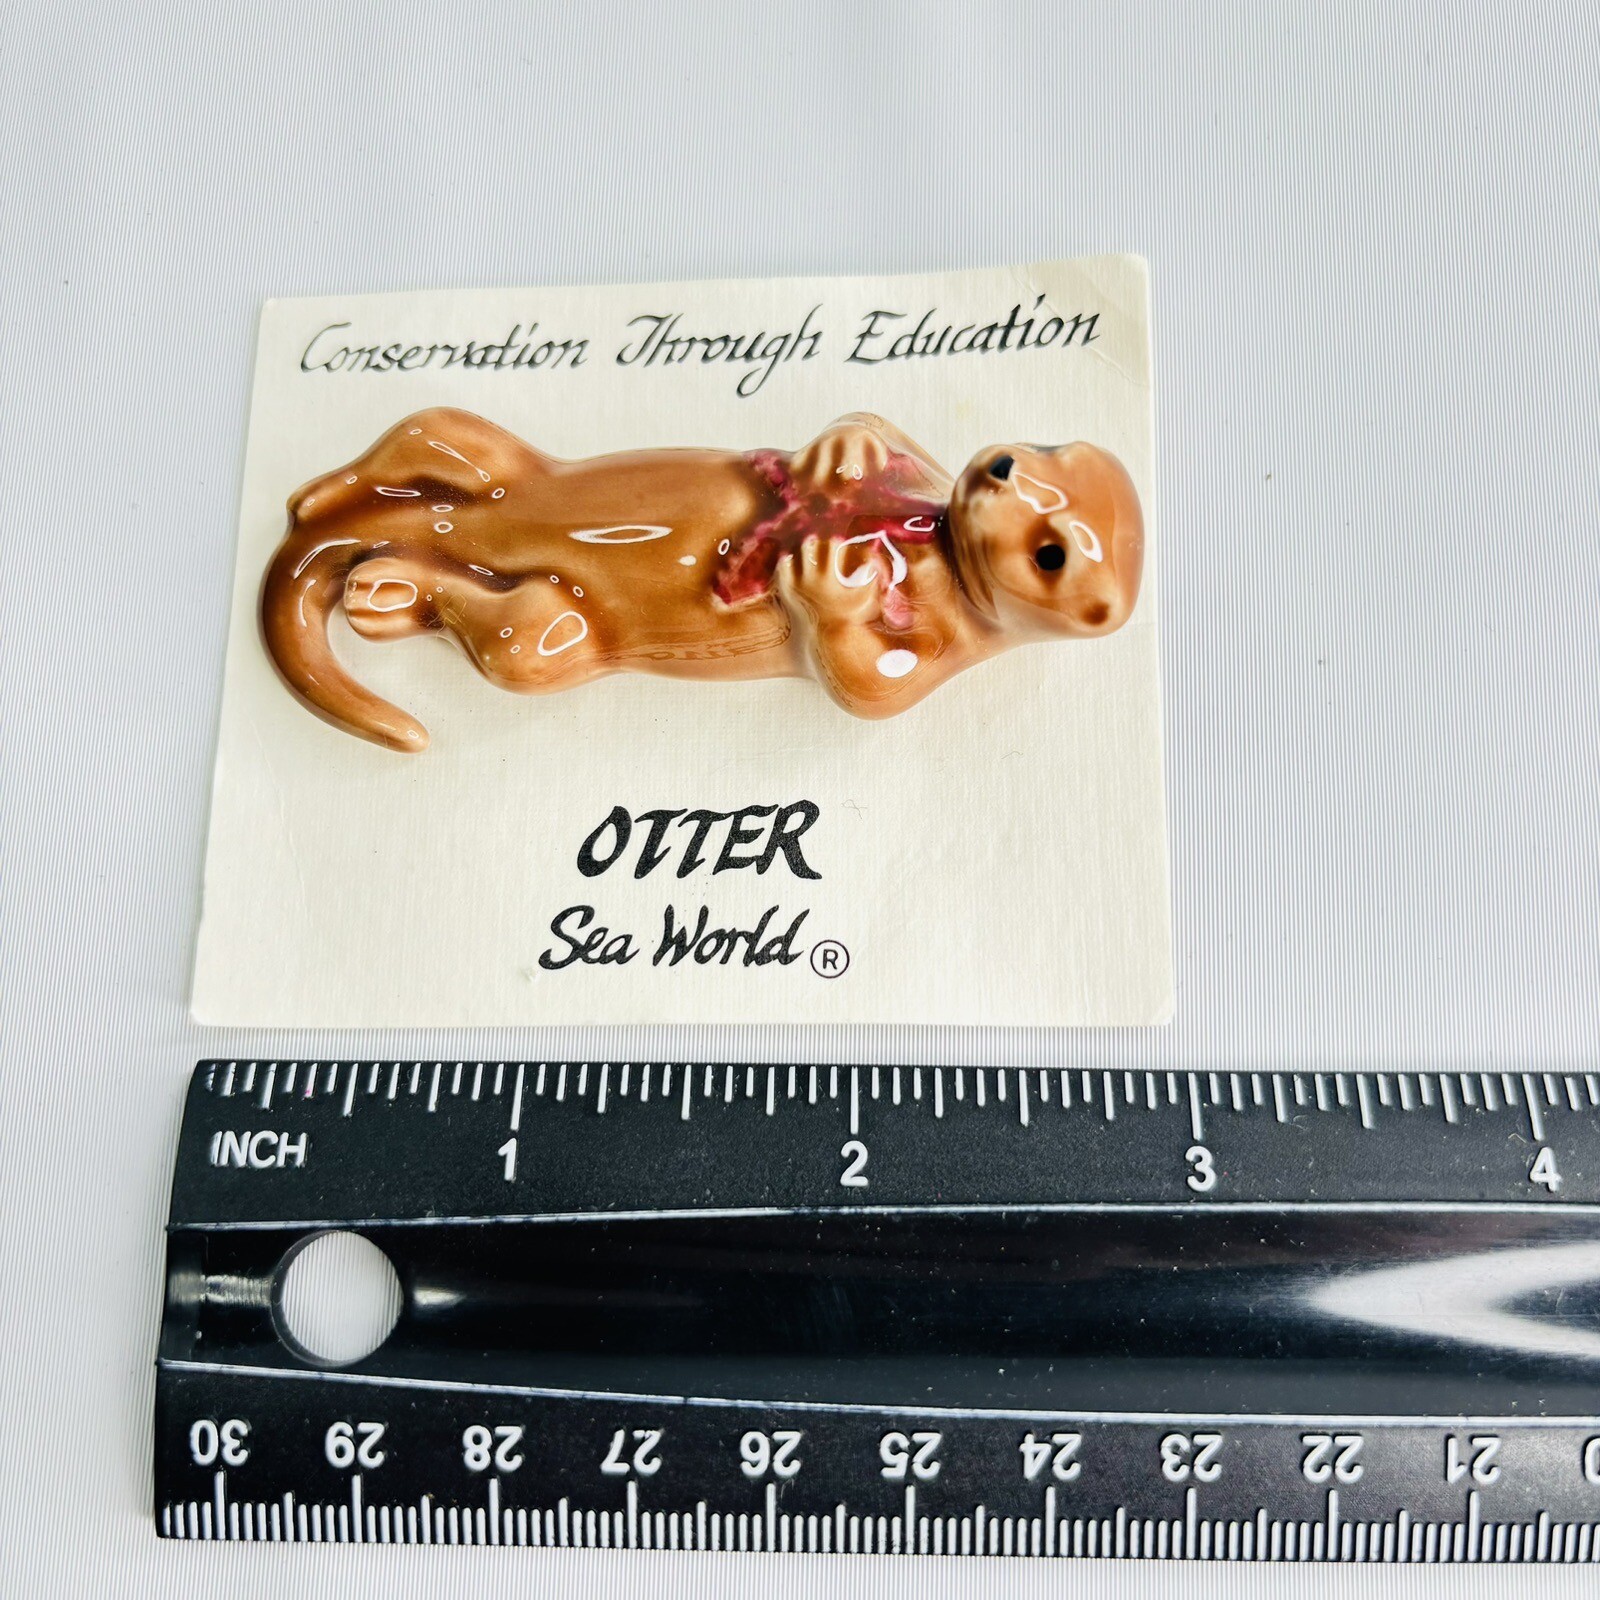 Conservation Through Education
OTTER
Sea World ®
INCH 1 2 3 4
30 29 28 27 26 25 24 23 22 21